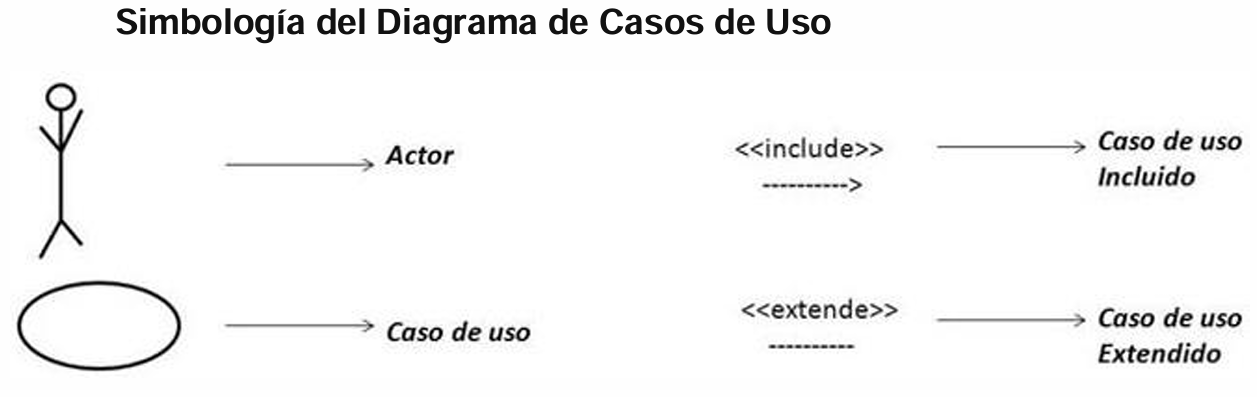 Simbología del Diagrama de Casos de Uso
Actor
<<include>>
---------->
Caso de uso
Incluido
Caso de uso
<<extende>>
----------
Caso de uso
Extendido